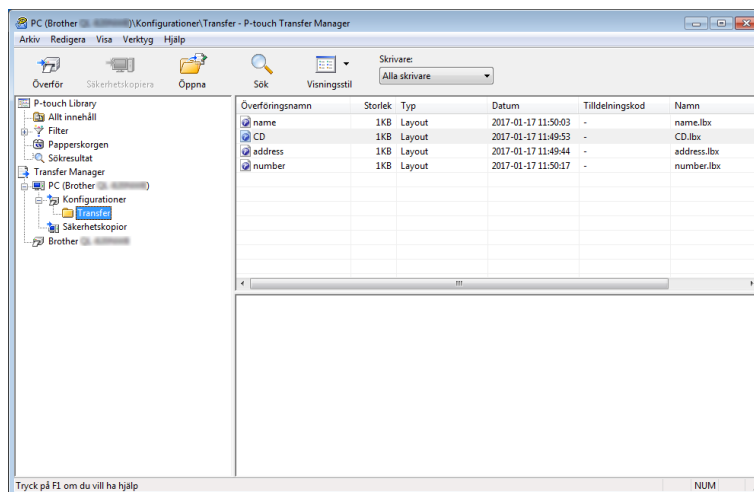 PC (Brother )\Konfigurationer\Transfer - P-touch Transfer Manager
Arkiv Redigera Visa Verktyg Hjälp
Skrivare:
Alla skrivare
Överför Säkerhetskopiera Öppna Sök Visningsstil
P-touch Library
Allt innehåll
Filter
Papperskorgen
Sökresultat
Transfer Manager
PC (Brother )
Konfigurationer
Transfer
Säkerhetskopior
Brother
Överföringsnamn Storlek Typ Datum Tilldelningskod Namn
name 1KB Layout 2017-01-17 11:50:03 - name.lbx
CD 1KB Layout 2017-01-17 11:49:53 - CD.lbx
address 1KB Layout 2017-01-17 11:49:44 - address.lbx
number 1KB Layout 2017-01-17 11:50:17 - number.lbx
Tryck på F1 om du vill ha hjälp NUM